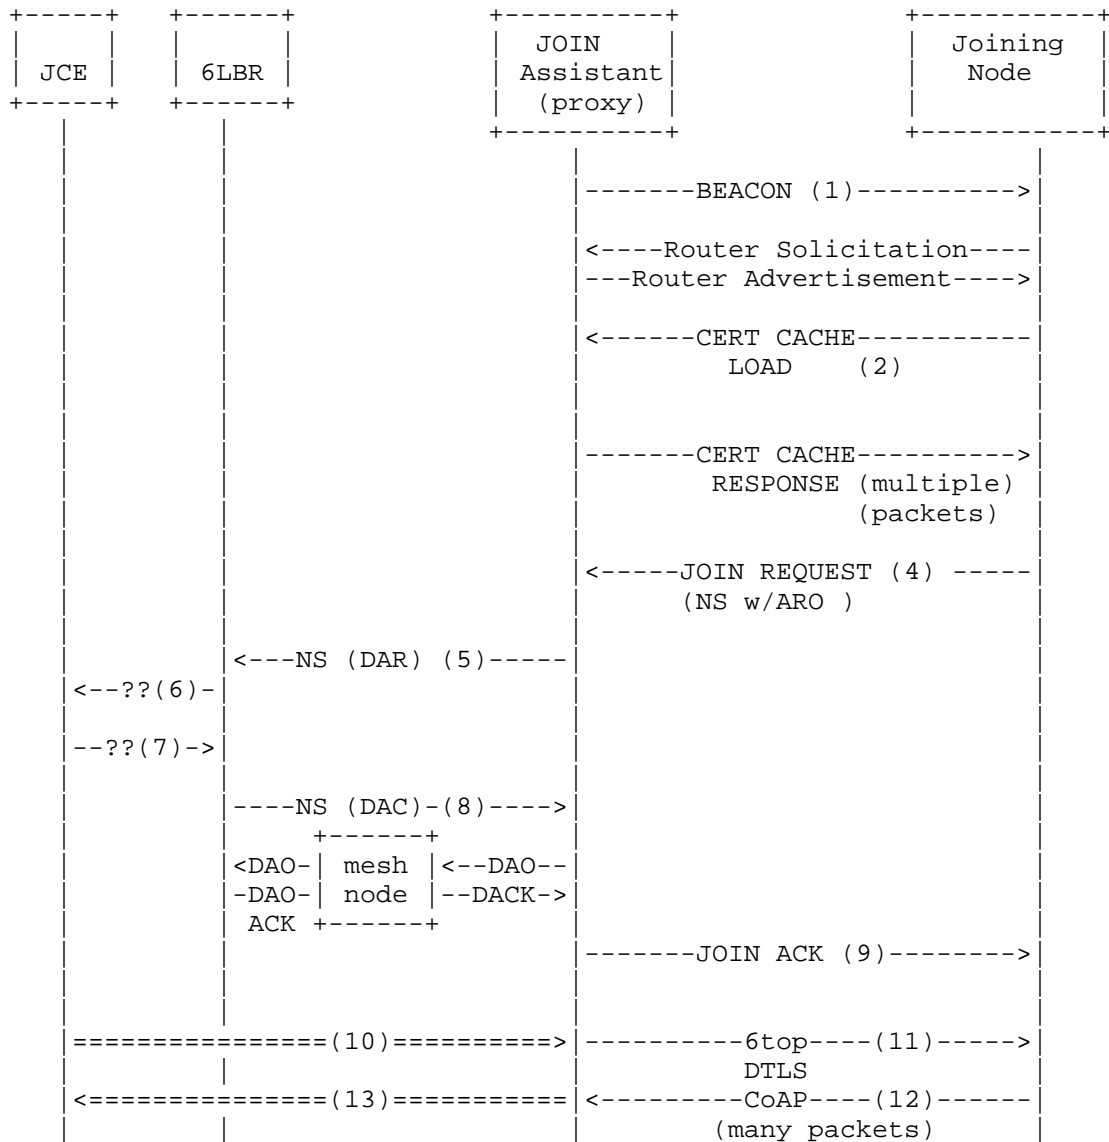 JOIN Joining
JCE 6LBR Assistant Node
(proxy)
-------BEACON (1)---------->
<----Router Solicitation----
---Router Advertisement---->
<------CERT CACHE-----------
LOAD (2)
-------CERT CACHE---------->
RESPONSE (multiple)
(packets)
<-----JOIN REQUEST (4) -----
(NS w/ARO )
<---NS (DAR) (5)-----
<--??(6)-
--??(7)->
----NS (DAC)-(8)---->
<DAO-| mesh |<--DAO--
-DAO-| node |--DACK->
ACK
-------JOIN ACK (9)-------->
================(10)==========> ----------6top----(11)----->
DTLS
<===============(13)=========== <---------CoAP----(12)------
(many packets)